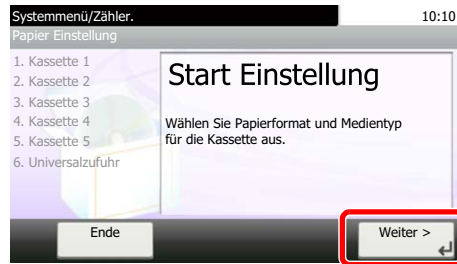 Systemmenü/Zähler.
10:10
Papier Einstellung
1. Kassette 1
2. Kassette 2
3. Kassette 3
4. Kassette 4
5. Kassette 5
6. Universalzufuhr
Start Einstellung
Wählen Sie Papierformat und Medientyp
für die Kassette aus.
Ende
Weiter >